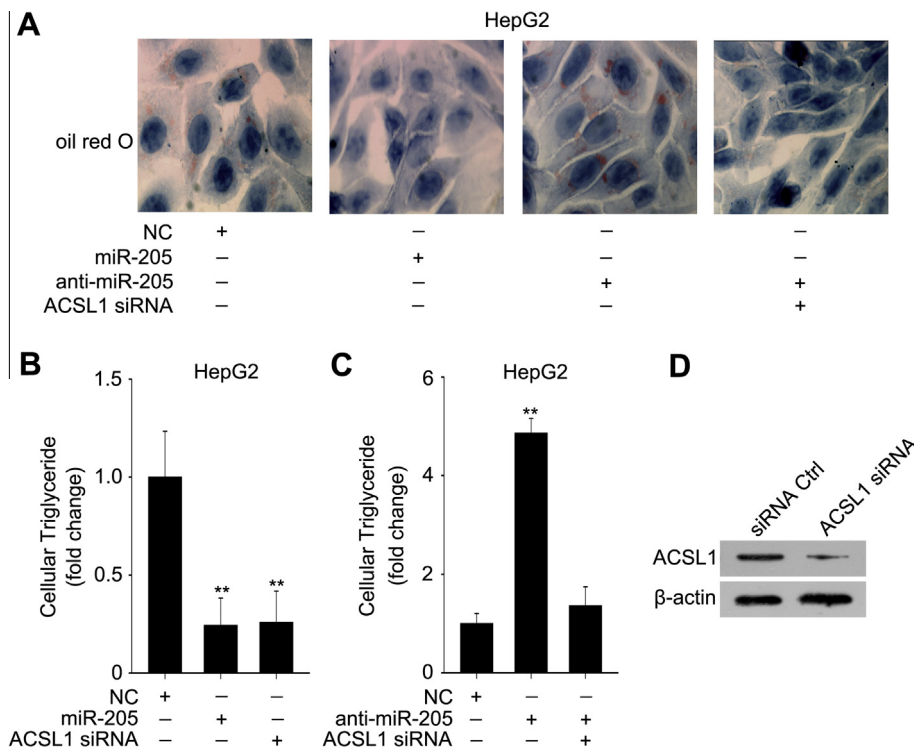 A
HepG2
oil red O
NC + − − −
miR-205 − + − −
anti-miR-205 − − + +
ACSL1 siRNA − − − +
B
HepG2
Cellular Triglyceride
(fold change)
1.5
1.0
0.5
0
**
**
NC + − −
miR-205 − + −
ACSL1 siRNA − − +
C
HepG2
Cellular Triglyceride
(fold change)
6
4
2
0
**
NC + − −
anti-miR-205 − + +
ACSL1 siRNA − − +
D
siRNA Ctrl
ACSL1 siRNA
ACSL1
β-actin